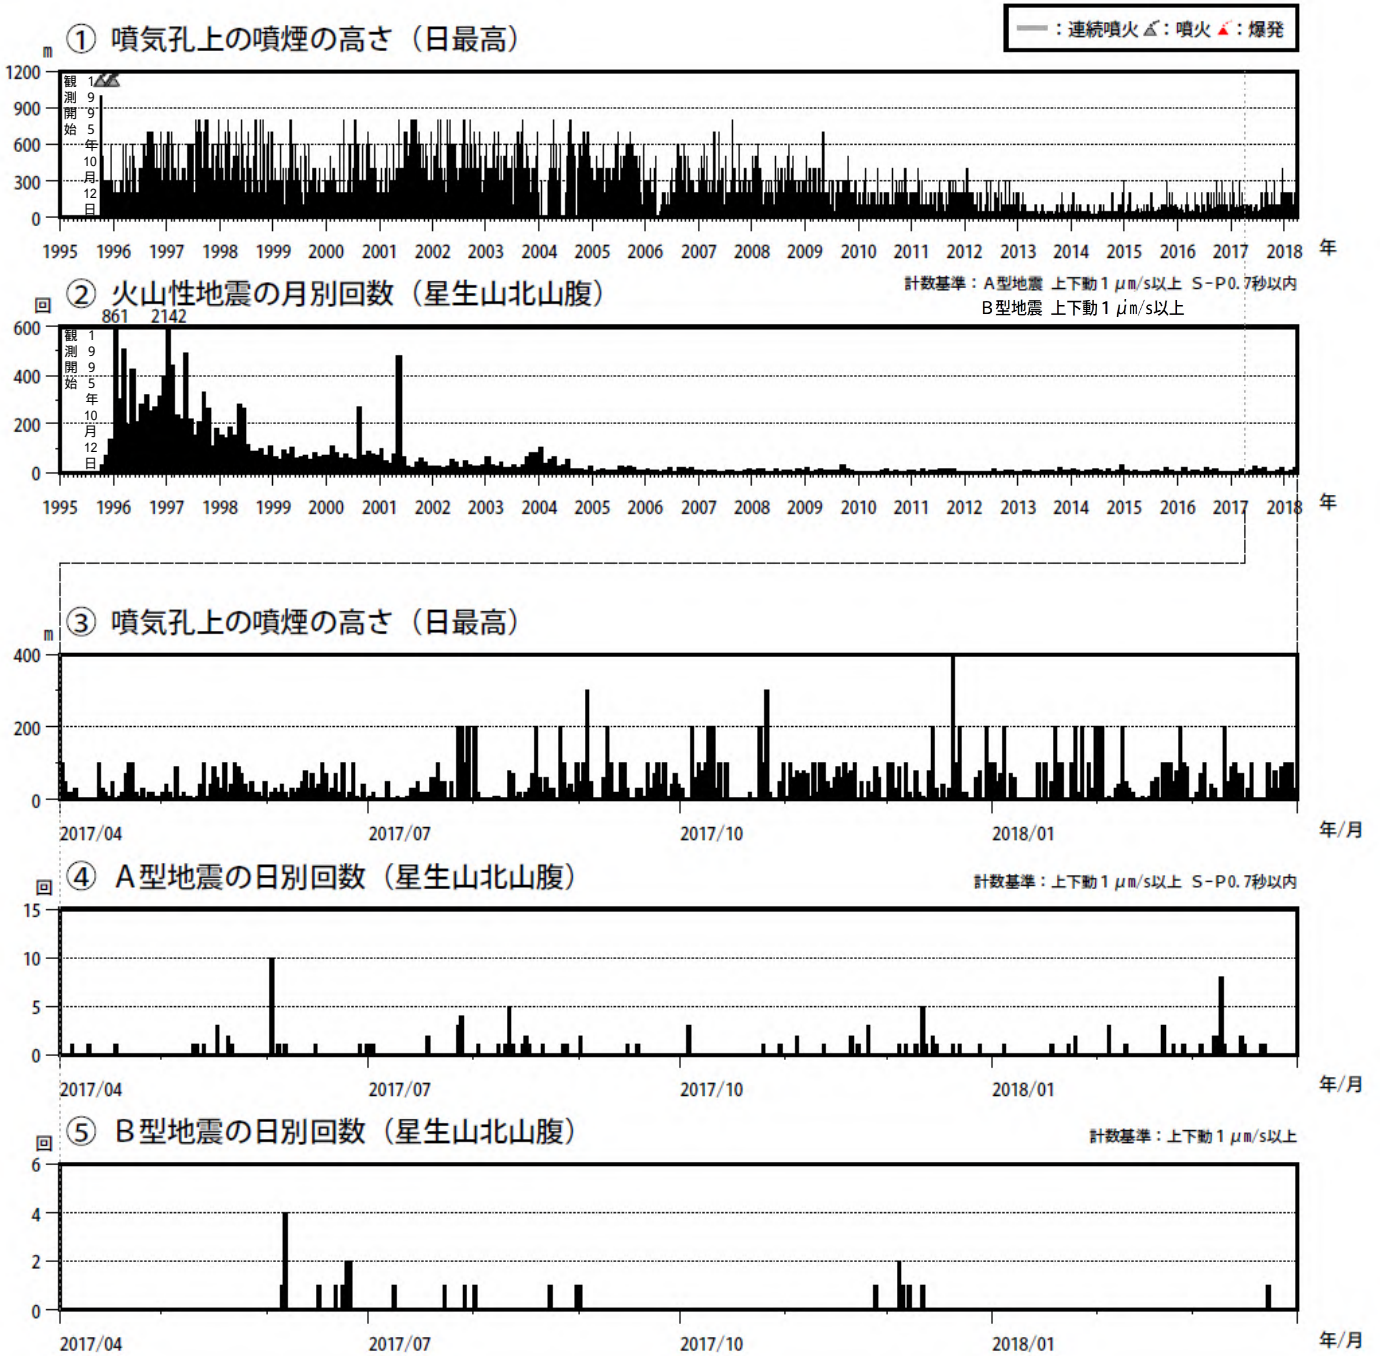 ① 噴気孔上の噴煙の高さ（日最高）
：連続噴火 ：噴火 ：爆発
m
1200
900
600
300
0
観測開始
1995年10月12日
1995 1996 1997 1998 1999 2000 2001 2002 2003 2004 2005 2006 2007 2008 2009 2010 2011 2012 2013 2014 2015 2016 2017 2018 年
② 火山性地震の月別回数（星生山北山腹）
計数基準：A型地震 上下動1μm/s以上 S-P0.7秒以内
B型地震 上下動1μm/s以上
回
861 2142
600
400
200
0
観測開始
1995年10月12日
1995 1996 1997 1998 1999 2000 2001 2002 2003 2004 2005 2006 2007 2008 2009 2010 2011 2012 2013 2014 2015 2016 2017 2018 年
③ 噴気孔上の噴煙の高さ（日最高）
m
400
200
0
2017/04 2017/07 2017/10 2018/01 年/月
④ A型地震の日別回数（星生山北山腹）
計数基準：上下動1μm/s以上 S-P0.7秒以内
回
15
10
5
0
2017/04 2017/07 2017/10 2018/01 年/月
⑤ B型地震の日別回数（星生山北山腹）
計数基準：上下動1μm/s以上
回
6
4
2
0
2017/04 2017/07 2017/10 2018/01 年/月